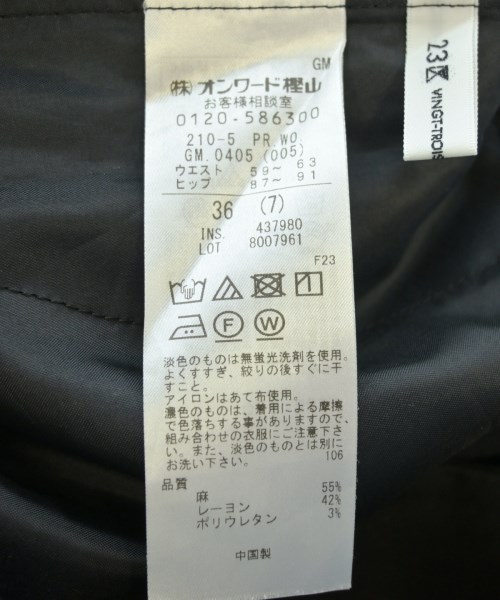 GM
㈱オンワード樫山
お客様相談室
0120-586300
210-5 PR WO.
GM.0405 (005)
ウエスト 59~ 63
ヒップ 87~ 91
36 (7)
INS. 437980
LOT 8007961
F23
F W
淡色のものは無蛍光洗剤を使用。
よくすすぎ、絞りの後すぐに干
すこと。
アイロンはあて布使用。
濃色のものは、着用による摩擦
で色落ちする事がありますので、
組み合わせの衣服にご注意下さ
い。また、淡色のものとは別に
お洗い下さい。 106
品質
麻 55%
レーヨン 42%
ポリウレタン 3%
中国製
23区 VINGT-TROIS